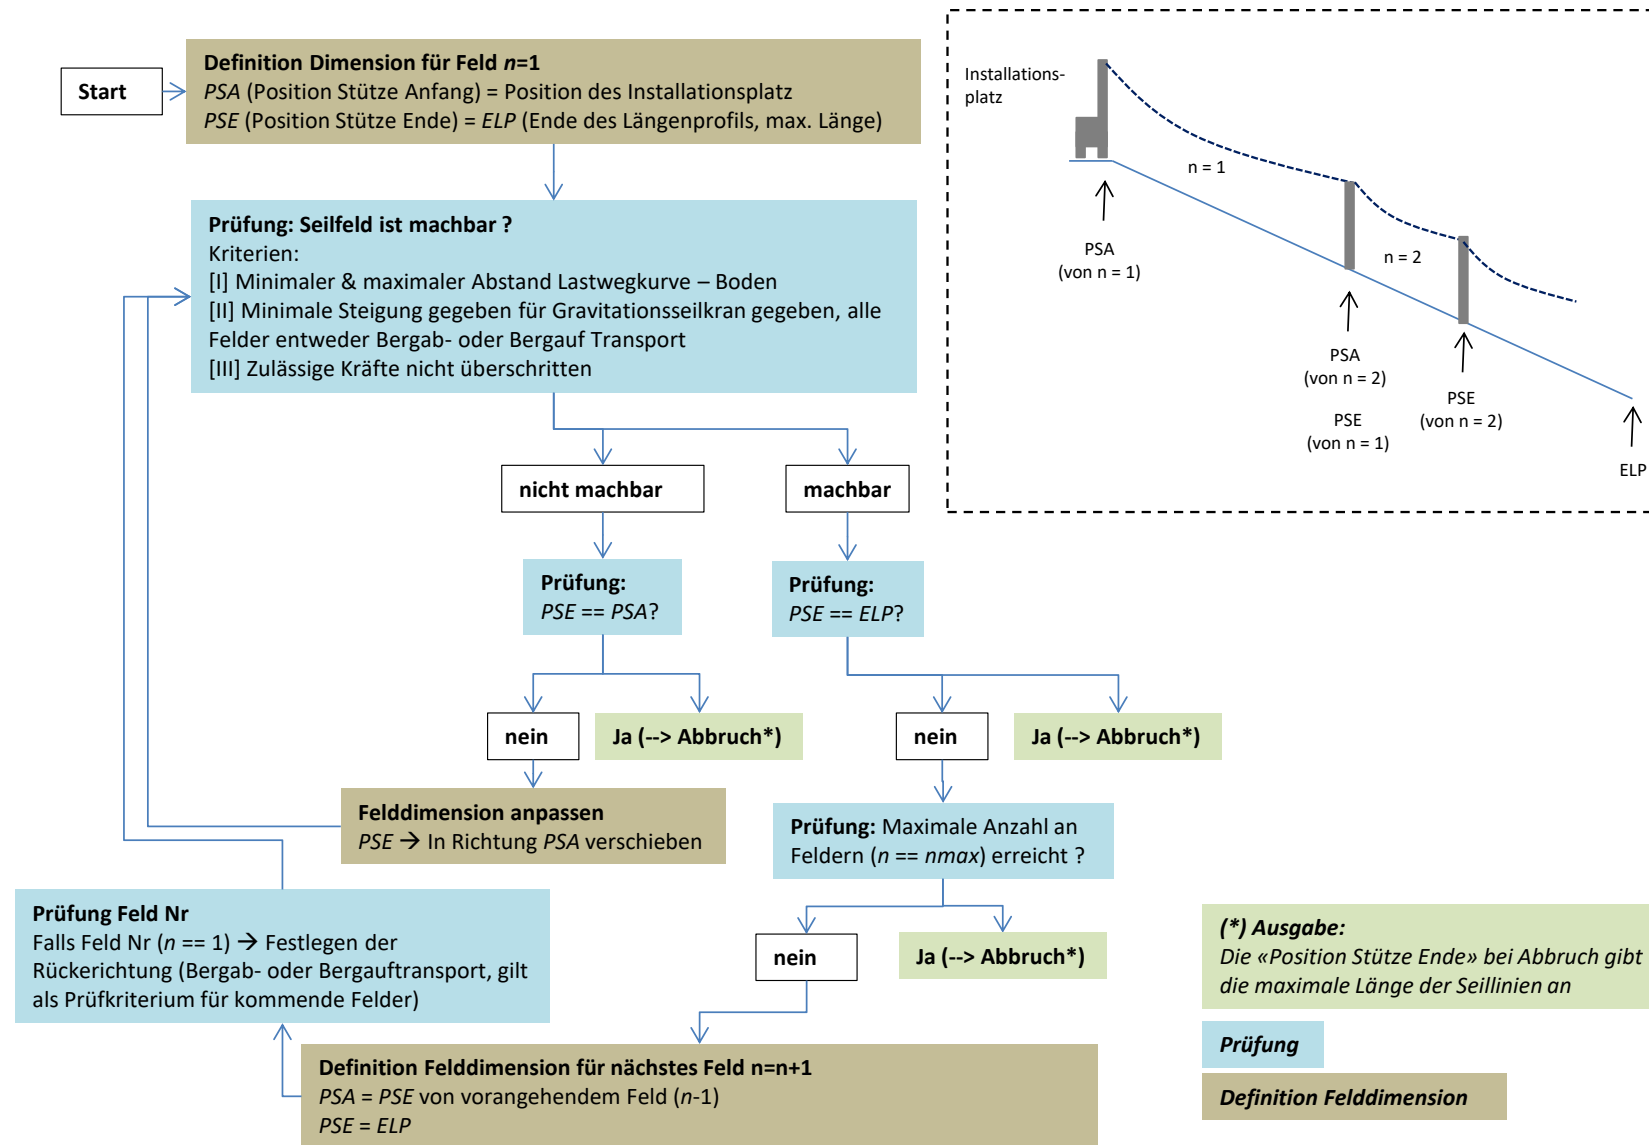 Start
Definition Dimension für Feld n=1
PSA (Position Stütze Anfang) = Position des Installationsplatz
PSE (Position Stütze Ende) = ELP (Ende des Längenprofils, max. Länge)
Prüfung: Seilfeld ist machbar ?
Kriterien:
[I] Minimaler & maximaler Abstand Lastwegkurve – Boden
[II] Minimale Steigung gegeben für Gravitationsseilkran gegeben, alle
Felder entweder Bergab- oder Bergauf Transport
[III] Zulässige Kräfte nicht überschritten
nicht machbar
machbar
Prüfung:
PSE == PSA?
Prüfung:
PSE == ELP?
nein
Ja (--> Abbruch*)
nein
Ja (--> Abbruch*)
Felddimension anpassen
PSE → In Richtung PSA verschieben
Prüfung: Maximale Anzahl an
Feldern (n == nmax) erreicht ?
Prüfung Feld Nr
Falls Feld Nr (n == 1) → Festlegen der
Rückerichtung (Bergab- oder Bergauftransport, gilt
als Prüfkriterium für kommende Felder)
nein
Ja (--> Abbruch*)
Definition Felddimension für nächstes Feld n=n+1
PSA = PSE von vorangehendem Feld (n-1)
PSE = ELP
Installations-
platz
n = 1
PSA
(von n = 1)
n = 2
PSA
(von n = 2)
PSE
(von n = 1)
PSE
(von n = 2)
ELP
(*) Ausgabe:
Die «Position Stütze Ende» bei Abbruch gibt
die maximale Länge der Seillinien an
Prüfung
Definition Felddimension